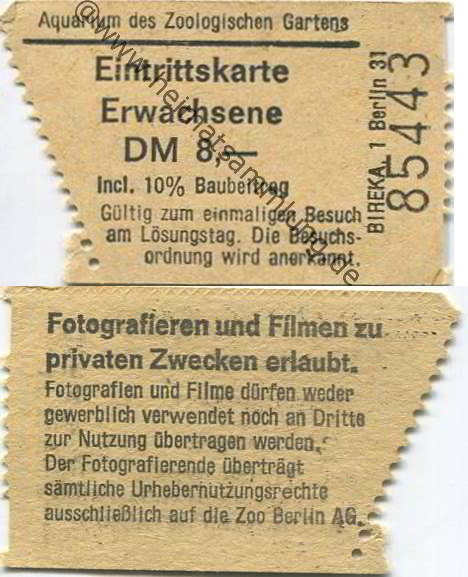 Aquarium des Zoologischen Gartens
Eintrittskarte
Erwachsene
DM 8,—
Incl. 10% Baubeitrag
Gültig zum einmaligen Besuch
am Lösungstag. Die Besuchs-
ordnung wird anerkannt.
BIREKA, 1 Berlin 31
85443
@www.heimatsammlung.de
Fotografieren und Filmen zu
privaten Zwecken erlaubt.
Fotografien und Filme dürfen weder
gewerblich verwendet noch an Dritte
zur Nutzung übertragen werden.
Der Fotografierende überträgt
sämtliche Urhebernutzungsrechte
ausschließlich auf die Zoo Berlin AG.